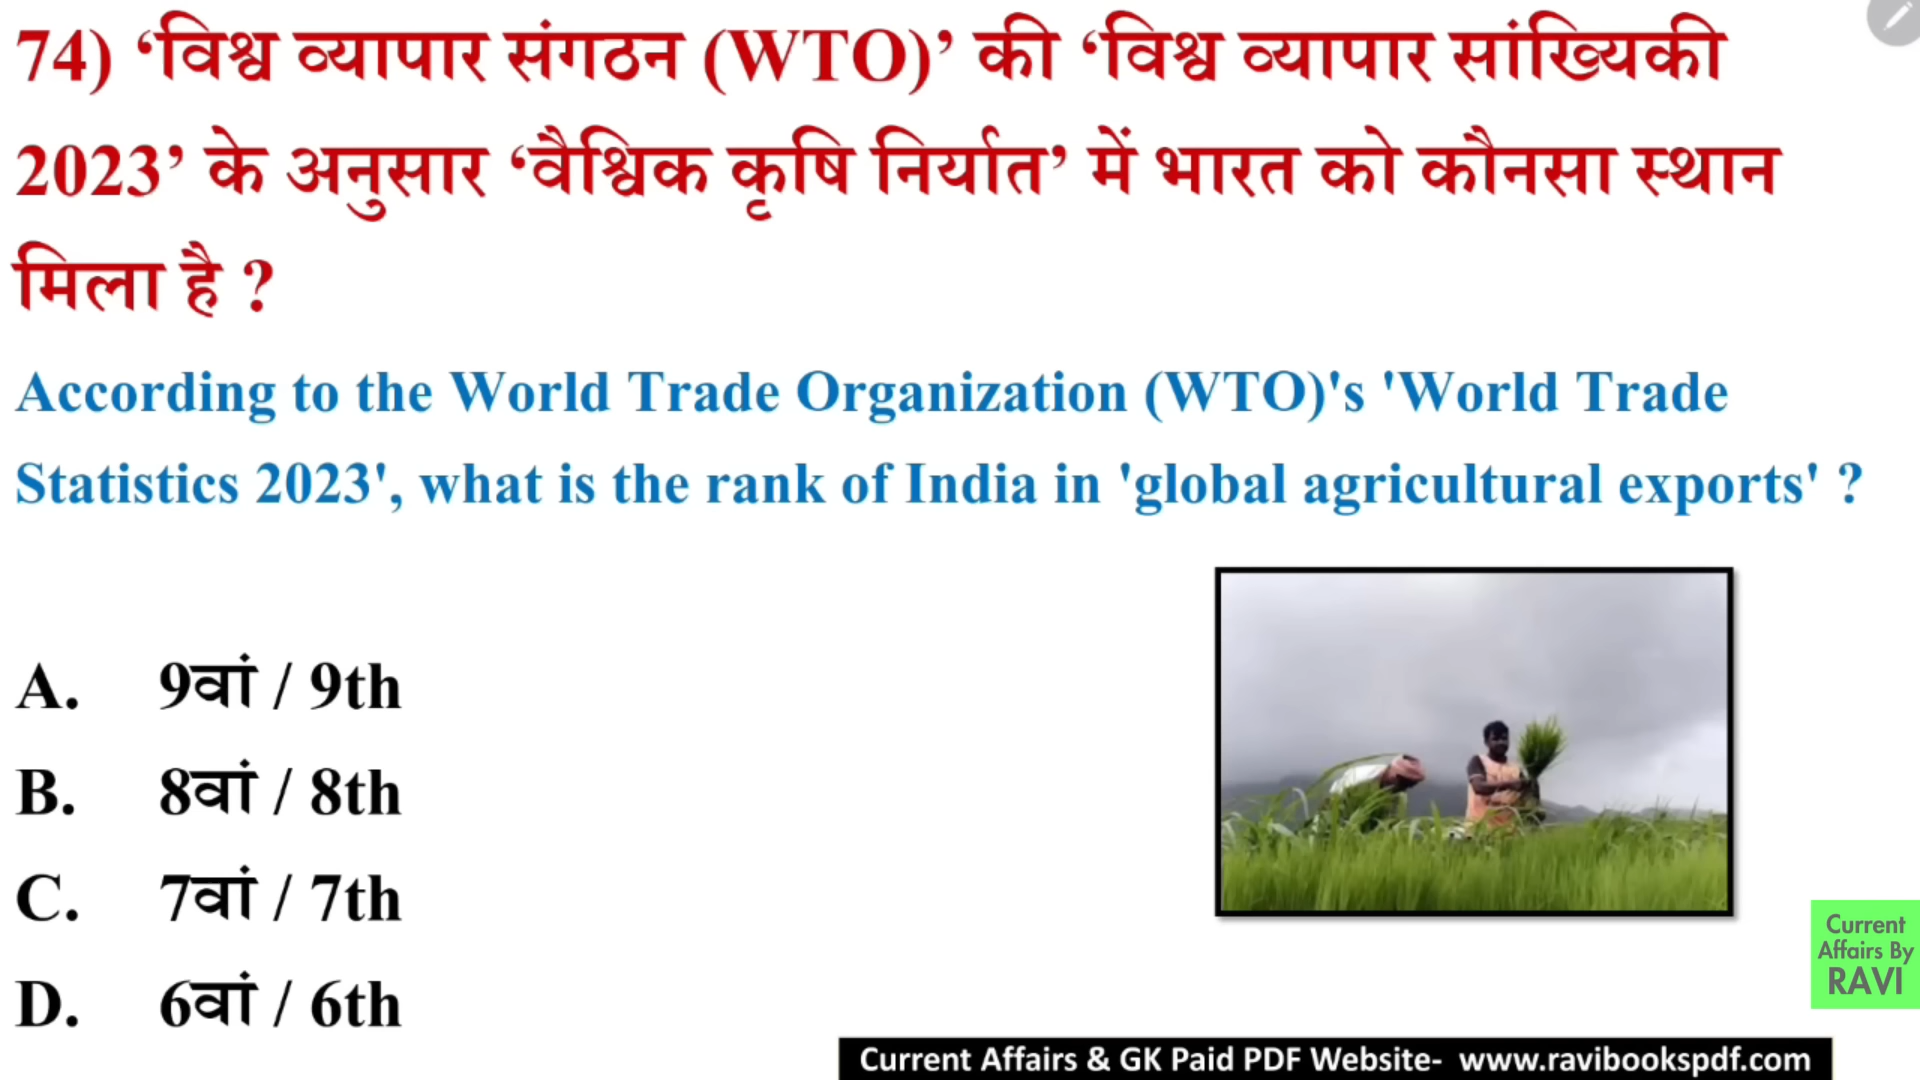 74) ‘विश्व व्यापार संगठन (WTO)’ की ‘विश्व व्यापार सांख्यिकी
2023’ के अनुसार ‘वैश्विक कृषि निर्यात’ में भारत को कौनसा स्थान
मिला है ?
According to the World Trade Organization (WTO)'s 'World Trade
Statistics 2023', what is the rank of India in 'global agricultural exports' ?
A. 9वां / 9th
B. 8वां / 8th
C. 7वां / 7th
D. 6वां / 6th
Current
Affairs By
RAVI
Current Affairs & GK Paid PDF Website- www.ravibookspdf.com